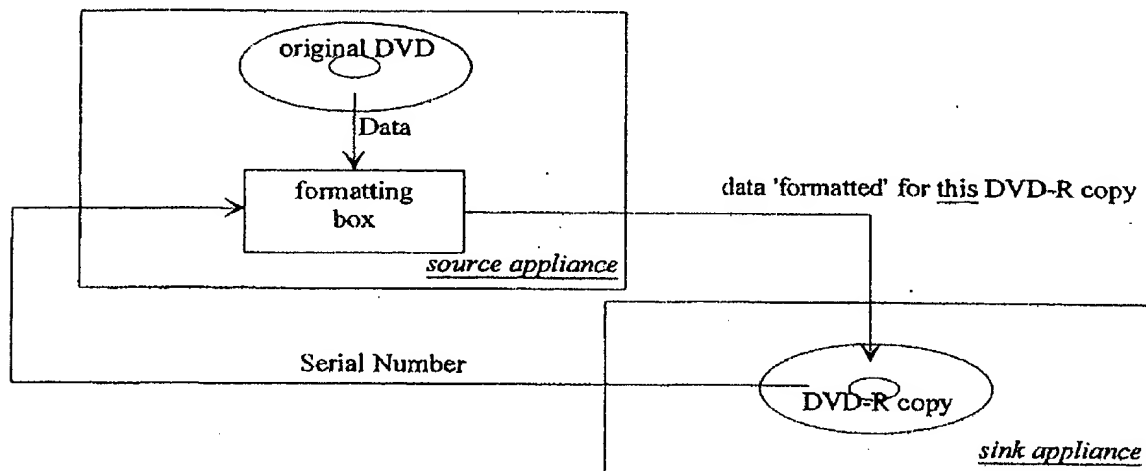 original DVD
Data
formatting
box
data 'formatted' for this DVD-R copy
source appliance
Serial Number
DVD-R copy
sink appliance